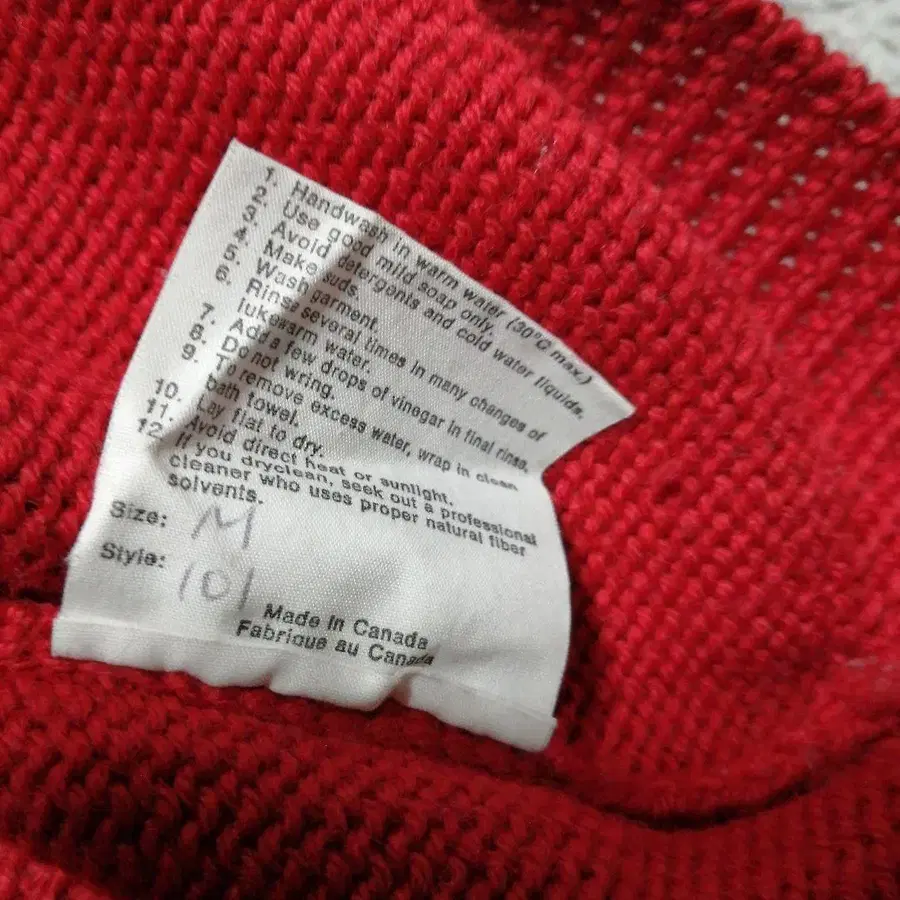 1. Handwash in warm water (30°C max.)
2. Use good mild soap only.
3. Avoid detergents and cold water liquids.
4. Make suds.
5. Wash garment.
6. Rinse several times in many changes of
lukewarm water.
7. Add a few drops of vinegar in final rinse.
8. Do not wring.
9. To remove excess water, wrap in clean
bath towel.
10. Lay flat to dry.
11. Avoid direct heat or sunlight.
12. If you dryclean, seek out a professional
cleaner who uses proper natural fiber
solvents.
Size: M
Style: 101
Made in Canada
Fabrique au Canada